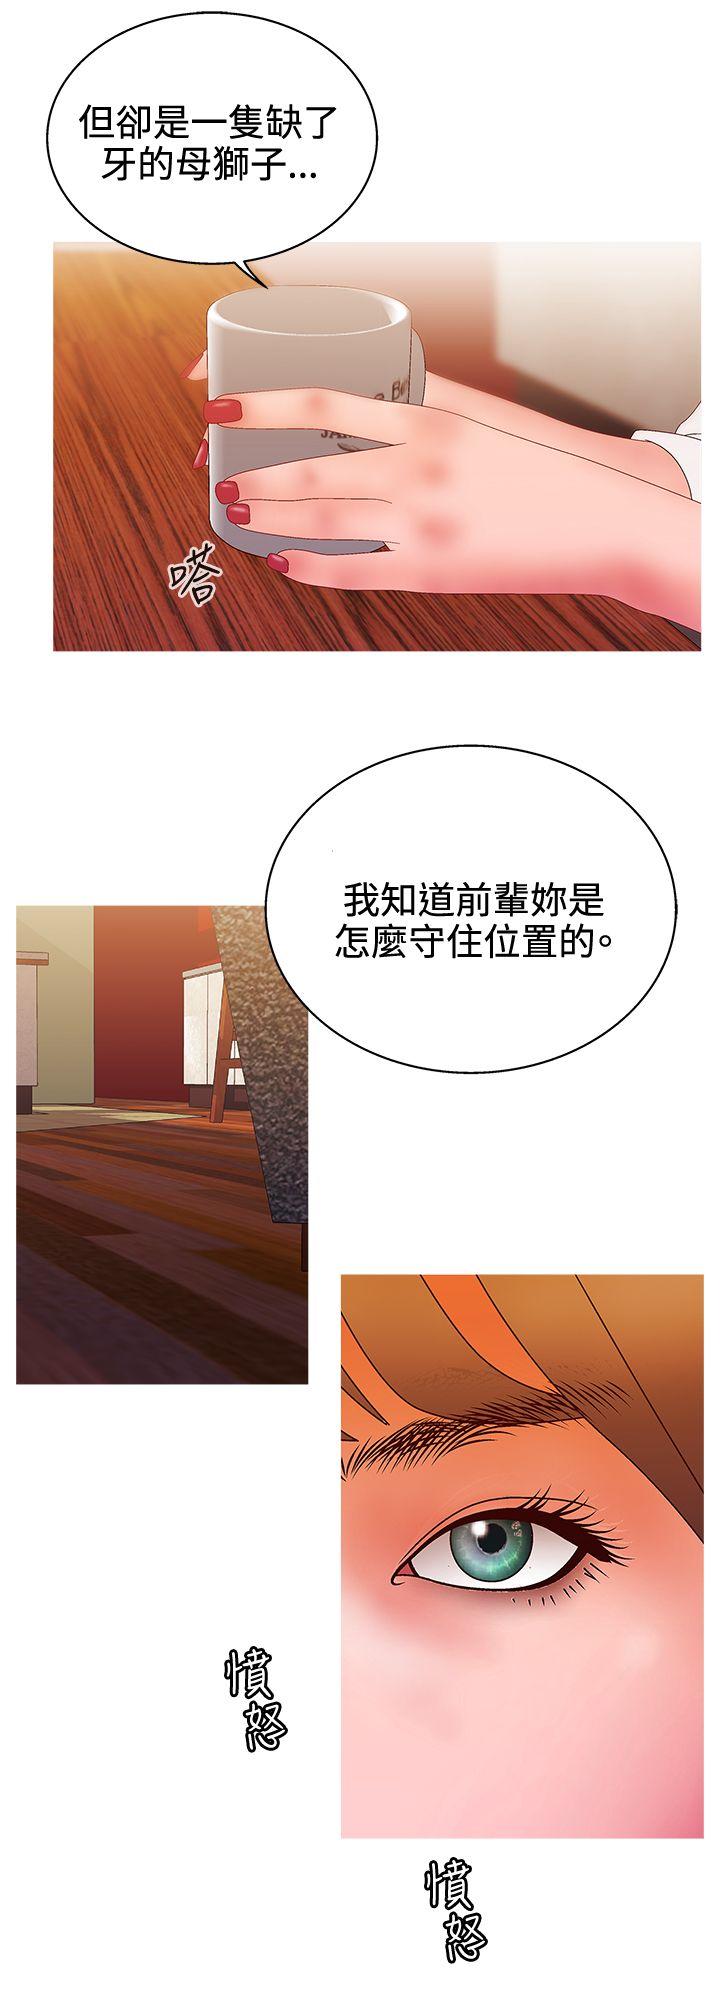 但卻是一隻缺了
牙的母獅子...
嗒
我知道前輩妳是
怎麼守住位置的。
憤怒
憤怒